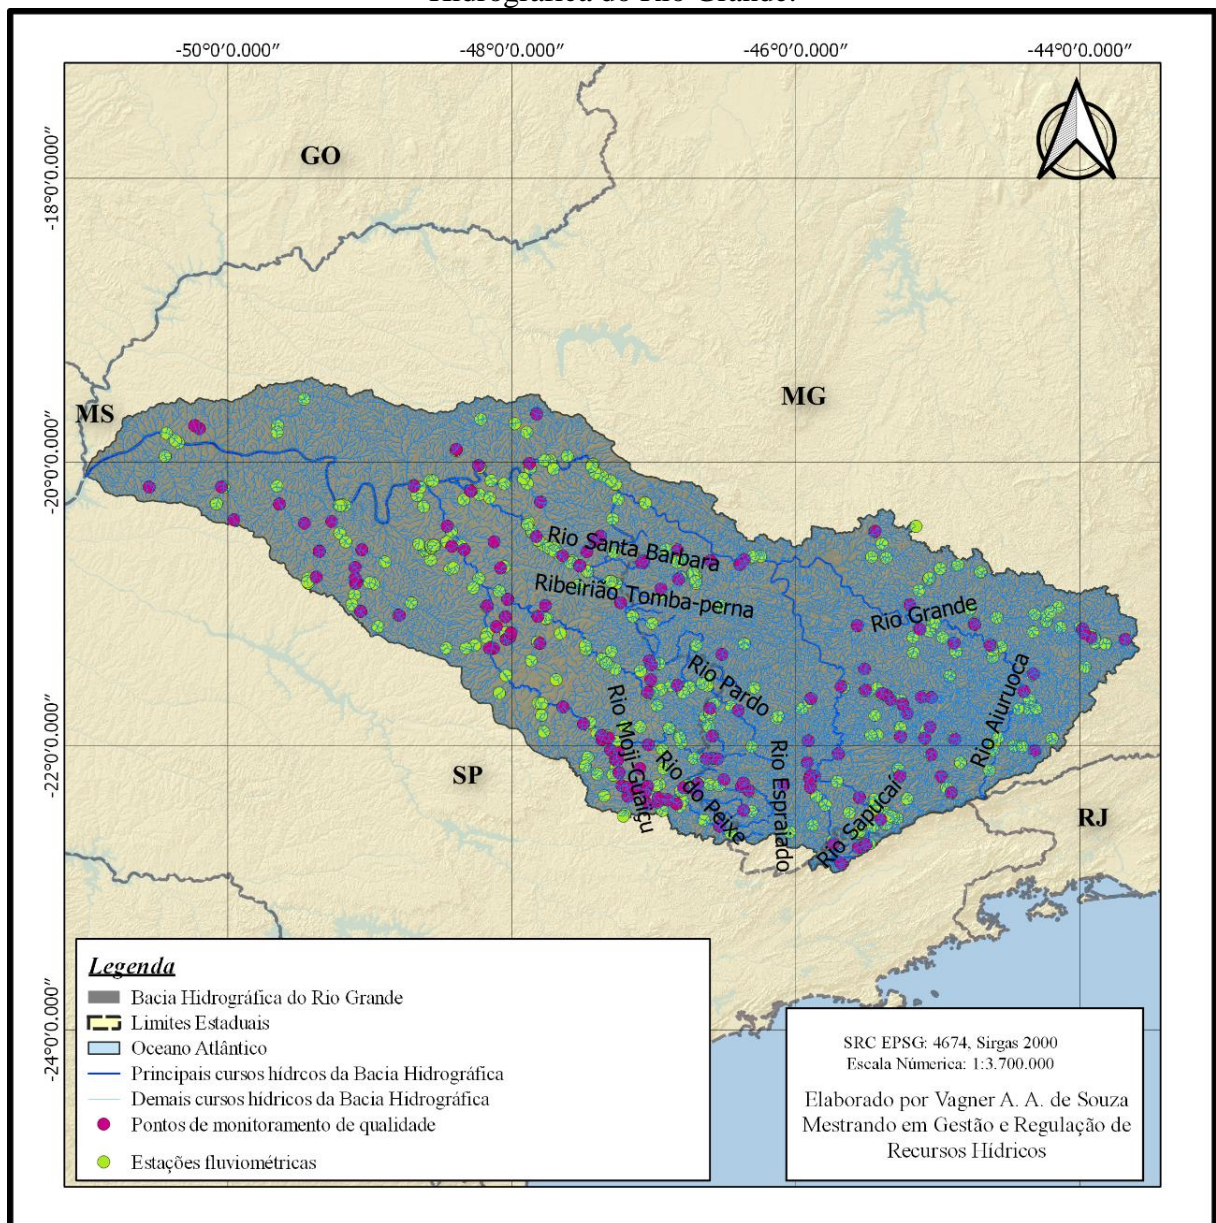 Hidrográfica do Rio Grande.
-50°0'0.000″
-48°0'0.000″
-46°0'0.000″
-44°0'0.000″
-18°0'0.000″
-20°0'0.000″
-22°0'0.000″
-24°0'0.000″
GO
MG
MS
SP
RJ
Rio Santa Barbara
Ribeirião Tomba-perna
Rio Grande
Rio Pardo
Rio Aiuruoca
Rio Moji-Guaiçu
Rio do Peixe
Rio Espraiado
Rio Sapucaí
Legenda
Bacia Hidrográfica do Rio Grande
Limites Estaduais
Oceano Atlântico
Principais cursos hídrcos da Bacia Hidrográfica
Demais cursos hídricos da Bacia Hidrográfica
Pontos de monitoramento de qualidade
Estações fluviométricas
SRC EPSG: 4674, Sirgas 2000
Escala Númerica: 1:3.700.000
Elaborado por Vagner A. A. de Souza
Mestrando em Gestão e Regulação de
Recursos Hídricos